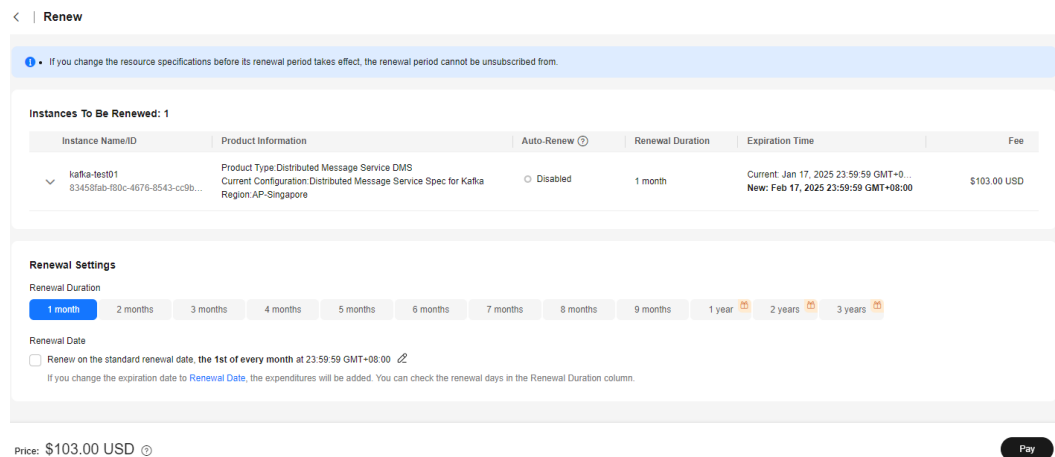 Renew
If you change the resource specifications before its renewal period takes effect, the renewal period cannot be unsubscribed from.
Instances To Be Renewed: 1
Instance Name/ID Product Information Auto-Renew Renewal Duration Expiration Time Fee
kafka-test01
83458fab-f80c-4676-8543-cc9b...
Product Type:Distributed Message Service DMS
Current Configuration:Distributed Message Service Spec for Kafka
Region:AP-Singapore
Disabled
1 month
Current: Jan 17, 2025 23:59:59 GMT+0...
New: Feb 17, 2025 23:59:59 GMT+08:00
$103.00 USD
Renewal Settings
Renewal Duration
1 month 2 months 3 months 4 months 5 months 6 months 7 months 8 months 9 months 1 year 2 years 3 years
Renewal Date
Renew on the standard renewal date, the 1st of every month at 23:59:59 GMT+08:00
If you change the expiration date to Renewal Date, the expenditures will be added. You can check the renewal days in the Renewal Duration column.
Price: $103.00 USD
Pay